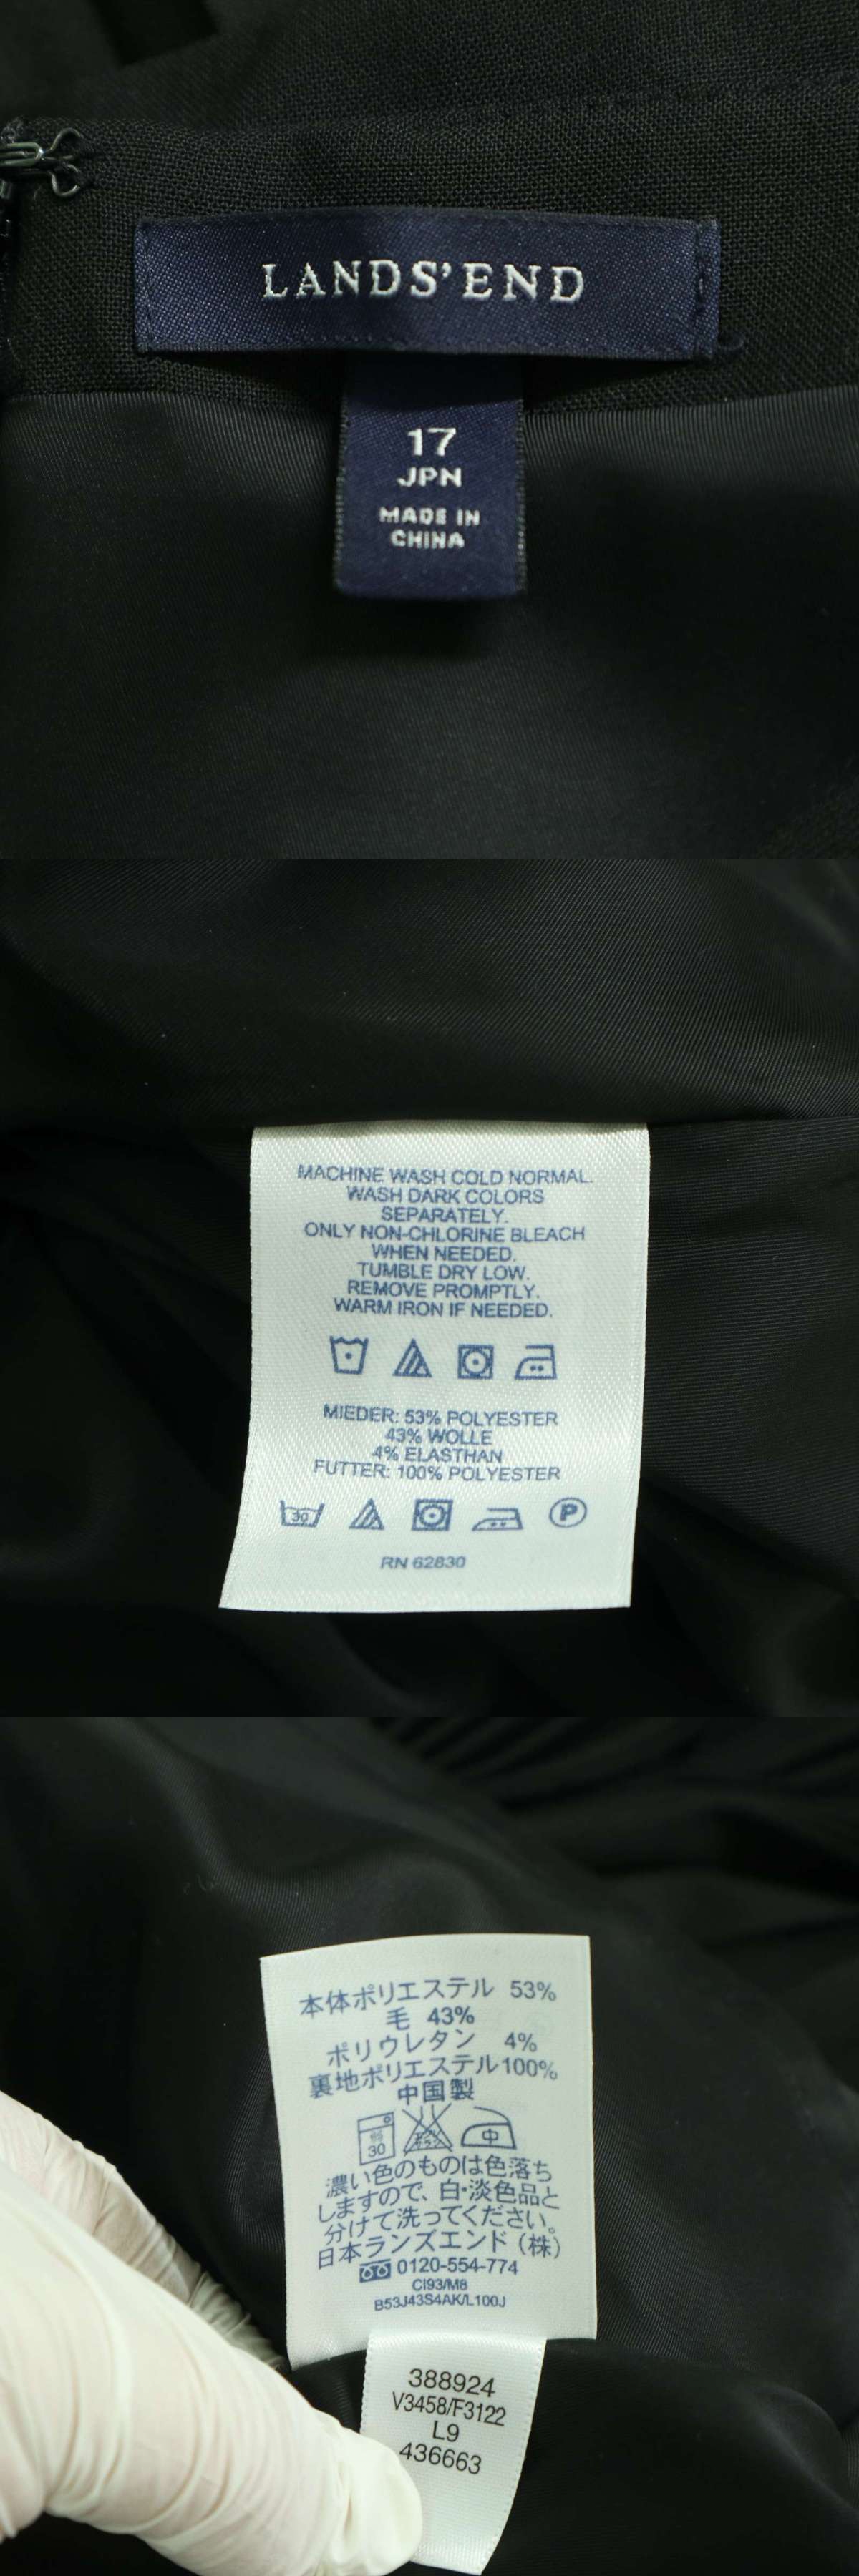 LANDS' END
17
JPN
MADE IN
CHINA
MACHINE WASH COLD NORMAL.
WASH DARK COLORS
SEPARATELY.
ONLY NON-CHLORINE BLEACH
WHEN NEEDED.
TUMBLE DRY LOW.
REMOVE PROMPTLY.
WARM IRON IF NEEDED.
MIEDER: 53% POLYESTER
43% WOLLE
4% ELASTHAN
FUTTER: 100% POLYESTER
30
P
RN 62830
本体ポリエステル 53%
毛 43%
ポリウレタン 4%
裏地ポリエステル100%
中国製
30 中
濃い色のものは色落ち
しますので、白・淡色品と
分けて洗ってください。
日本ランズエンド(株)
0120-554-774
CI93/M8
B53J43S4AK/L100J
388924
V3458/F3122
L9
436663